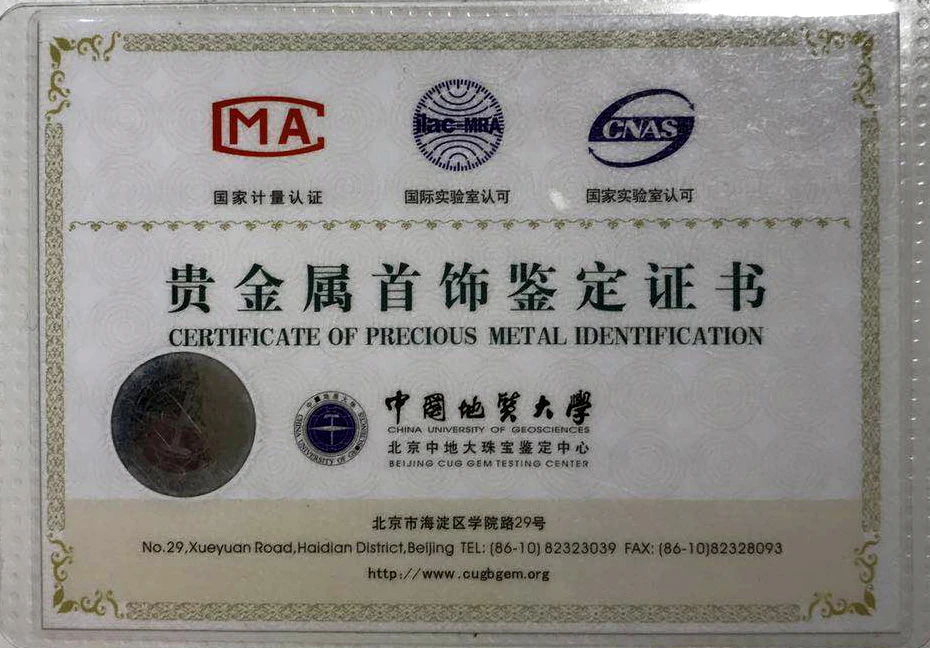 MA
ilac-MRA
CNAS
国家计量认证
国际实验室认可
国家实验室认可
贵金属首饰鉴定证书
CERTIFICATE OF PRECIOUS METAL IDENTIFICATION
中國地质大學
CHINA UNIVERSITY OF GEOSCIENCES
北京中地大珠宝鉴定中心
BEIJING CUG GEM TESTING CENTER
北京市海淀区学院路29号
No.29,Xueyuan Road,Haidian District,Beijing TEL: (86-10) 82323039 FAX: (86-10)82328093
http://www.cugbgem.org